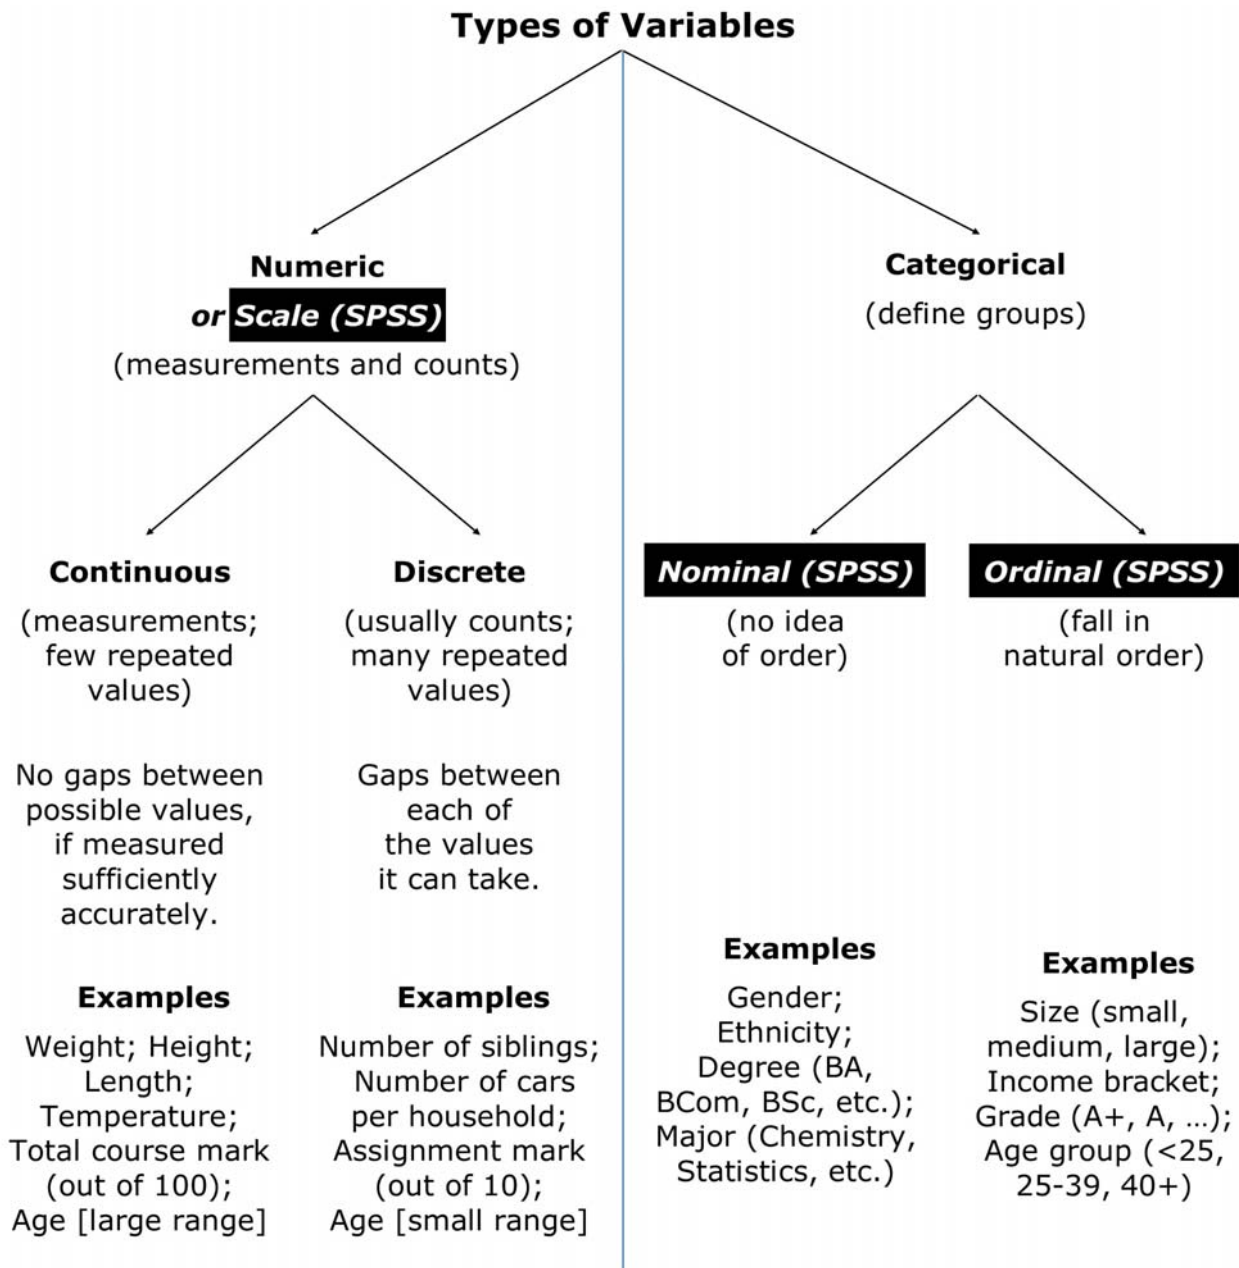 Types of Variables
Numeric
or Scale (SPSS)
(measurements and counts)
Continuous
(measurements;
few repeated
values)
No gaps between
possible values,
if measured
sufficiently
accurately.
Examples
Weight; Height;
Length;
Temperature;
Total course mark
(out of 100);
Age [large range]
Discrete
(usually counts;
many repeated
values)
Gaps between
each of
the values
it can take.
Examples
Number of siblings;
Number of cars
per household;
Assignment mark
(out of 10);
Age [small range]
Categorical
(define groups)
Nominal (SPSS)
(no idea
of order)
Examples
Gender;
Ethnicity;
Degree (BA,
BCom, BSc, etc.);
Major (Chemistry,
Statistics, etc.)
Ordinal (SPSS)
(fall in
natural order)
Examples
Size (small,
medium, large);
Income bracket;
Grade (A+, A, …);
Age group (<25,
25-39, 40+)